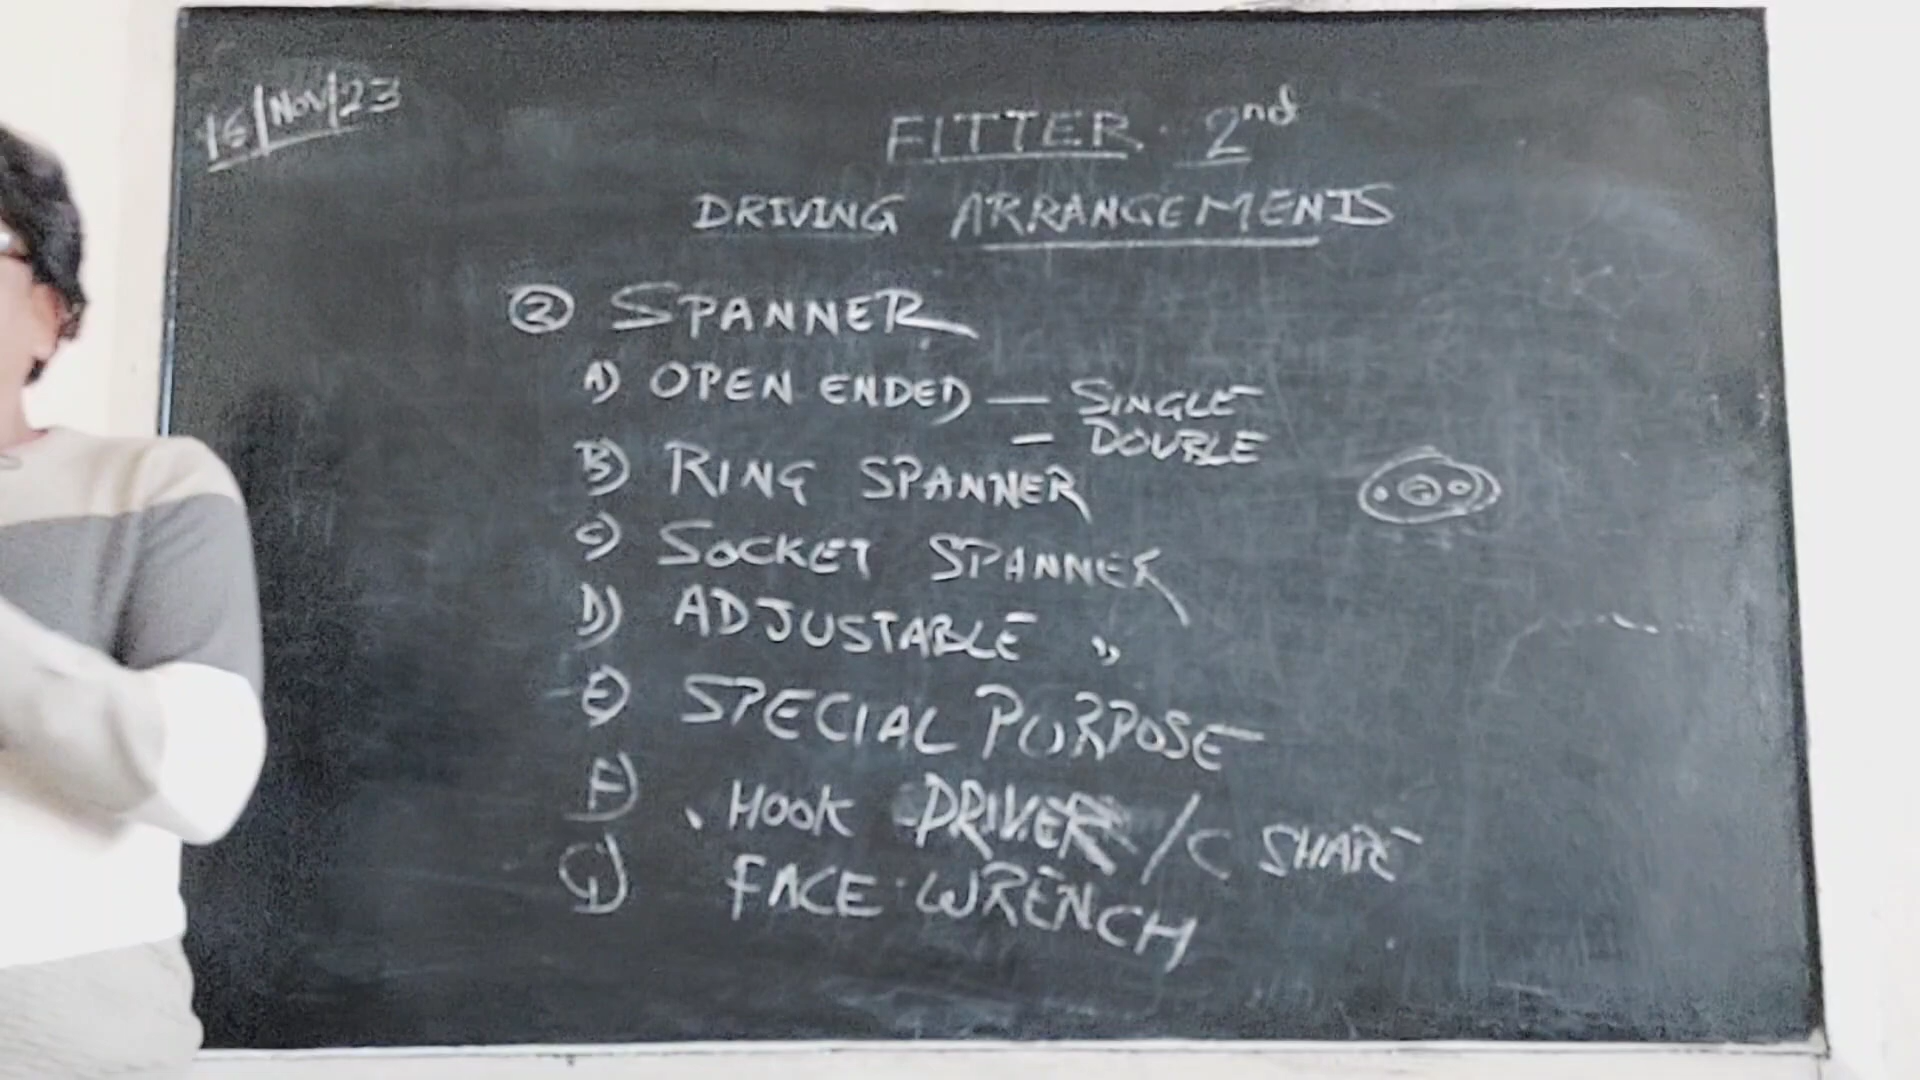 16/Nov/23
FITTER 2nd
DRIVING ARRANGEMENTS
② SPANNER
A) OPEN ENDED — SINGLE
— DOUBLE
B) RING SPANNER
C) SOCKET SPANNER
D) ADJUSTABLE "
E) SPECIAL PURPOSE
F) HOOK DRIVER / C SHAPE
G) FACE WRENCH